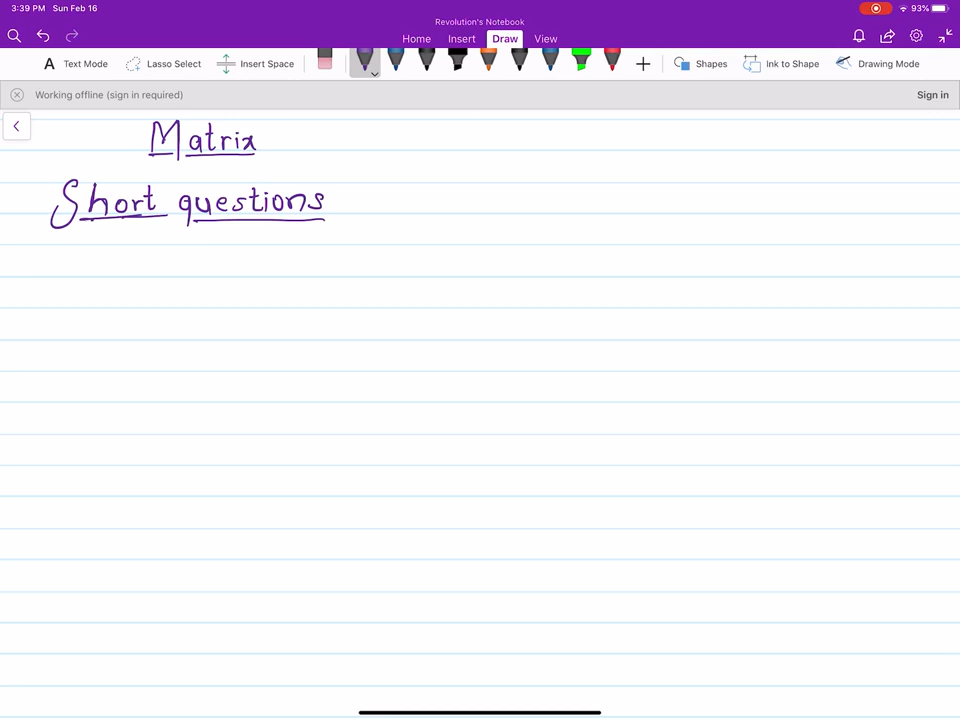 3:39 PM Sun Feb 16
93%
Revolution's Notebook
Home Insert Draw View
A Text Mode Lasso Select Insert Space Shapes Ink to Shape Drawing Mode
Working offline (sign in required) Sign in
Matrix
Short questions